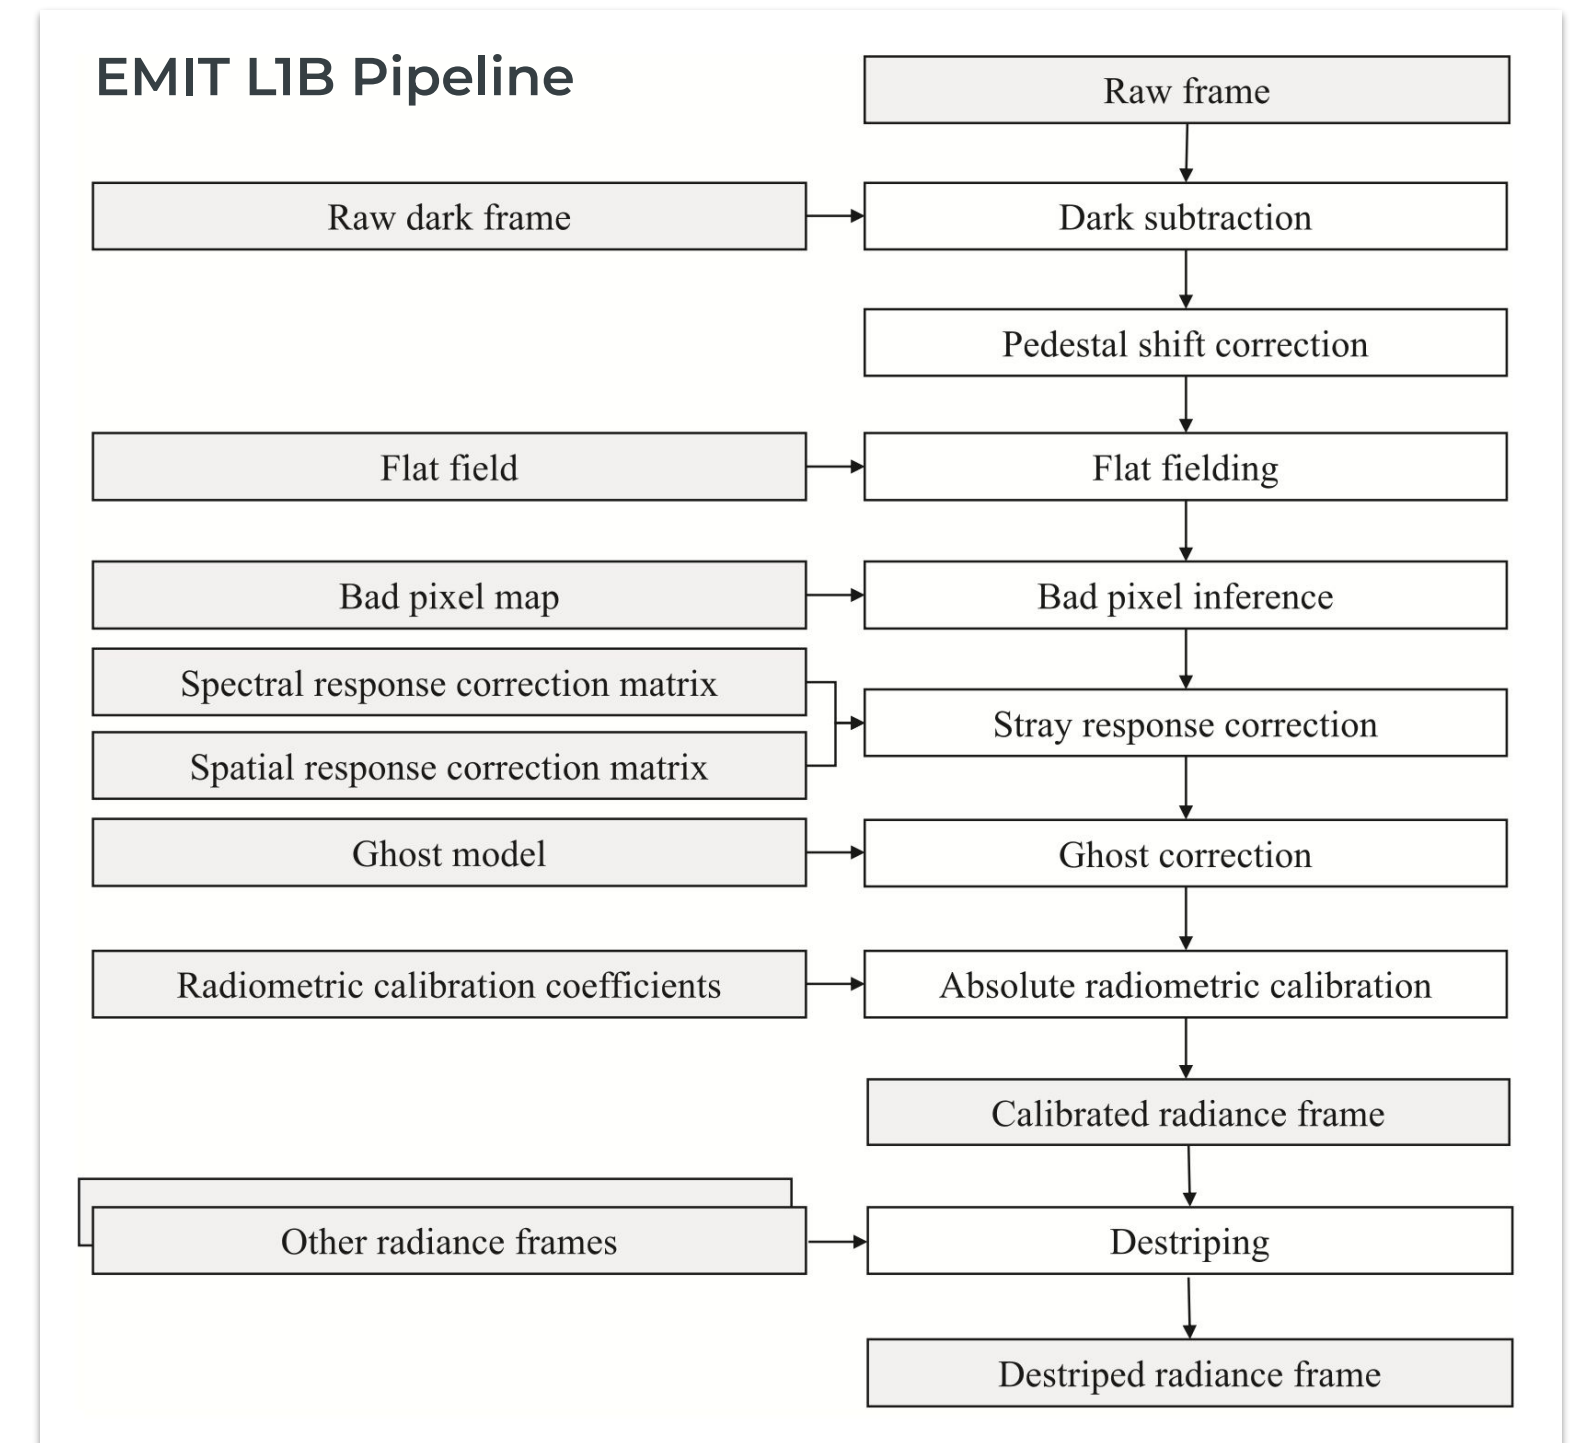 EMIT L1B Pipeline
Raw frame
Raw dark frame
Dark subtraction
Pedestal shift correction
Flat field
Flat fielding
Bad pixel map
Bad pixel inference
Spectral response correction matrix
Spatial response correction matrix
Stray response correction
Ghost model
Ghost correction
Radiometric calibration coefficients
Absolute radiometric calibration
Calibrated radiance frame
Other radiance frames
Destriping
Destriped radiance frame